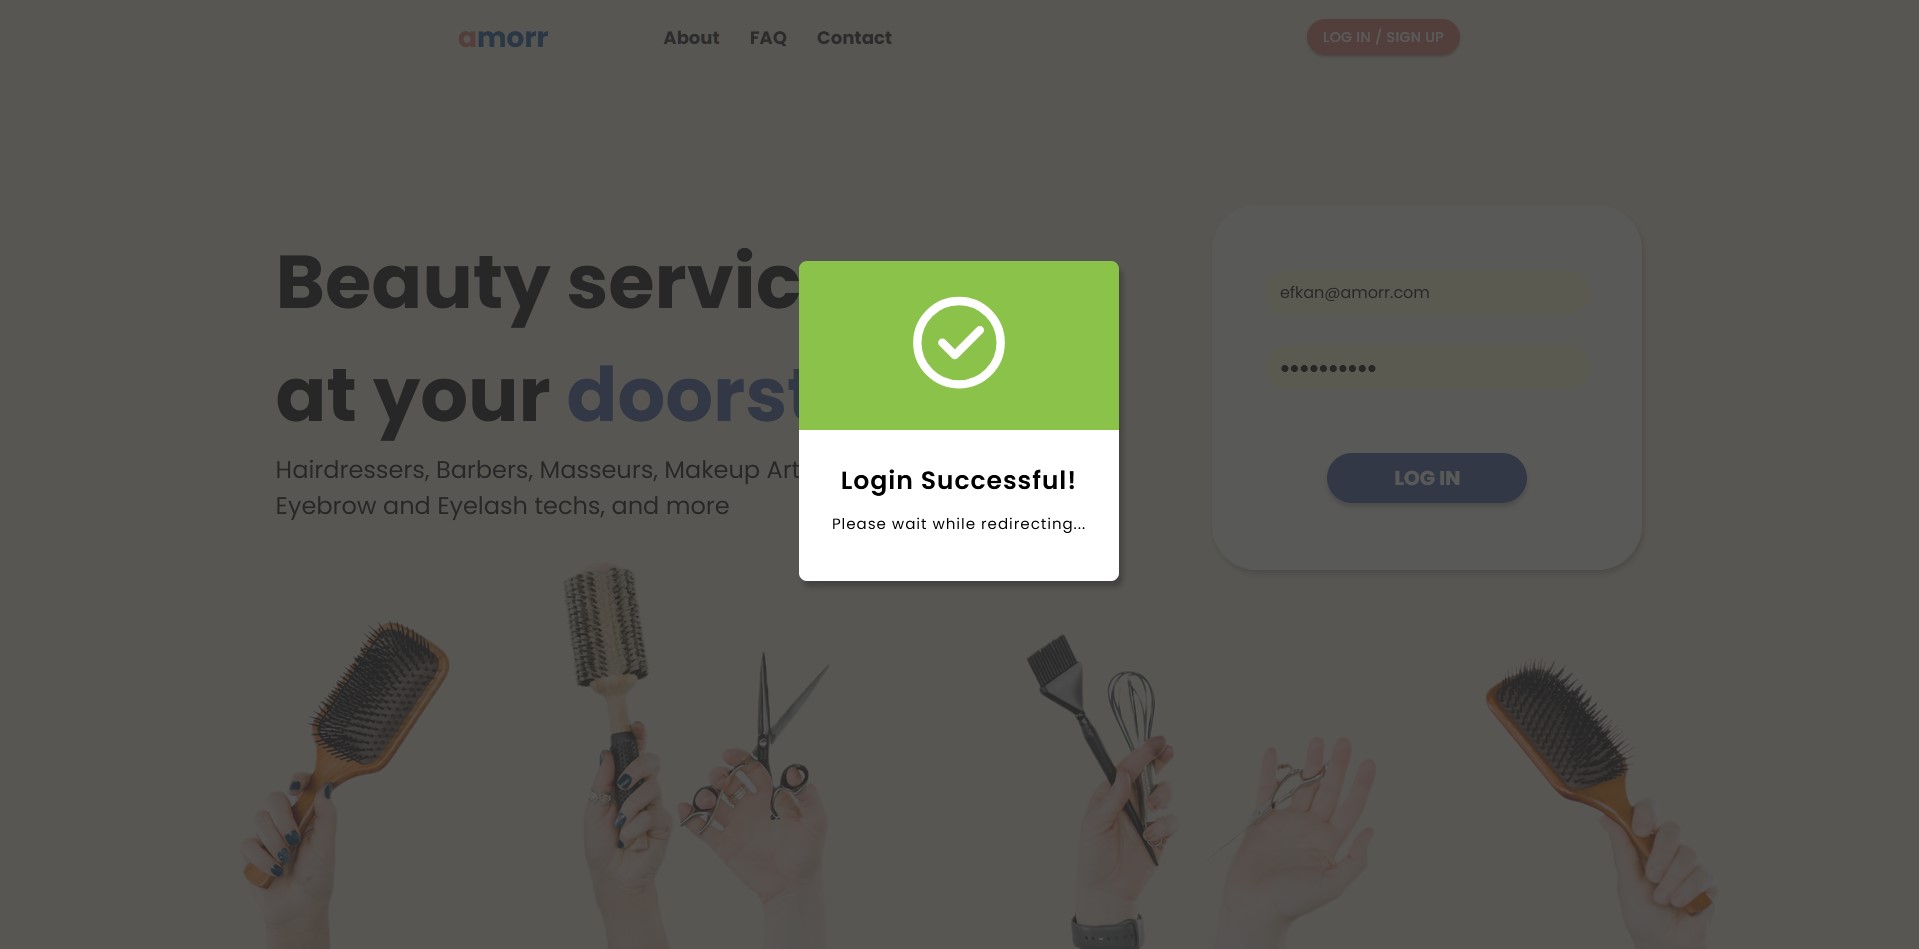 amorr
About FAQ Contact
LOG IN / SIGN UP
Beauty servic
at your doorst
Hairdressers, Barbers, Masseurs, Makeup Art
Eyebrow and Eyelash techs, and more
Login Successful!
Please wait while redirecting...
efkan@amorr.com
••••••••••
LOG IN